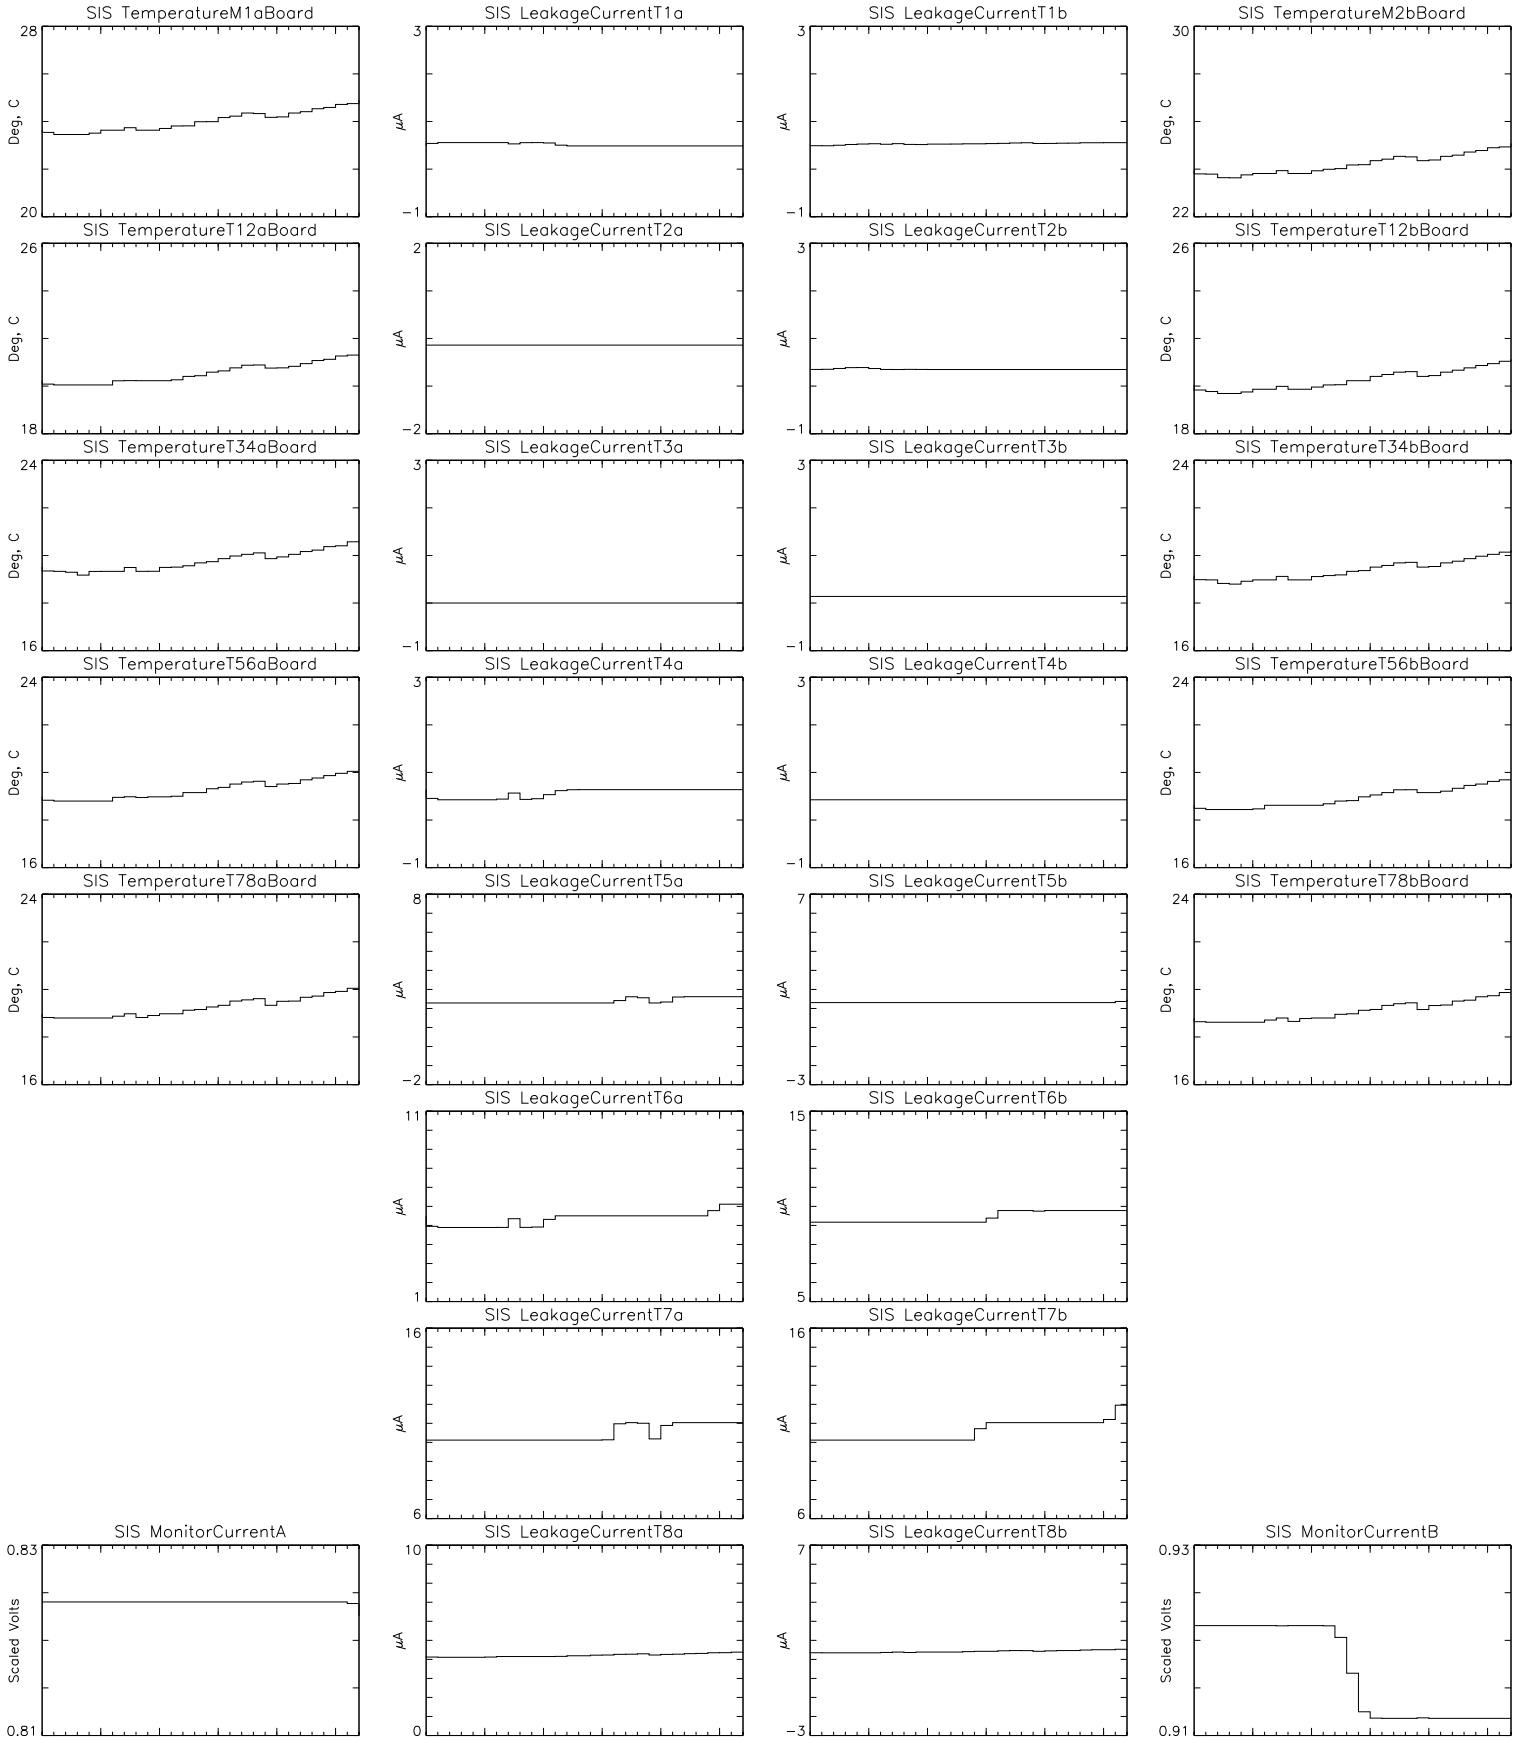 SIS TemperatureM1aBoard
28
Deg, C
20
SIS LeakageCurrentT1a
3
μA
−1
SIS LeakageCurrentT1b
3
μA
−1
SIS TemperatureM2bBoard
30
Deg, C
22
SIS TemperatureT12aBoard
26
Deg, C
18
SIS LeakageCurrentT2a
2
μA
−2
SIS LeakageCurrentT2b
3
μA
−1
SIS TemperatureT12bBoard
26
Deg, C
18
SIS TemperatureT34aBoard
24
Deg, C
16
SIS LeakageCurrentT3a
3
μA
−1
SIS LeakageCurrentT3b
3
μA
−1
SIS TemperatureT34bBoard
24
Deg, C
16
SIS TemperatureT56aBoard
24
Deg, C
16
SIS LeakageCurrentT4a
3
μA
−1
SIS LeakageCurrentT4b
3
μA
−1
SIS TemperatureT56bBoard
24
Deg, C
16
SIS TemperatureT78aBoard
24
Deg, C
16
SIS LeakageCurrentT5a
8
μA
−2
SIS LeakageCurrentT5b
7
μA
−3
SIS TemperatureT78bBoard
24
Deg, C
16
SIS LeakageCurrentT6a
11
μA
1
SIS LeakageCurrentT6b
15
μA
5
SIS LeakageCurrentT7a
16
μA
6
SIS LeakageCurrentT7b
16
μA
6
SIS MonitorCurrentA
0.83
Scaled Volts
0.81
SIS LeakageCurrentT8a
10
μA
0
SIS LeakageCurrentT8b
7
μA
−3
SIS MonitorCurrentB
0.93
Scaled Volts
0.91